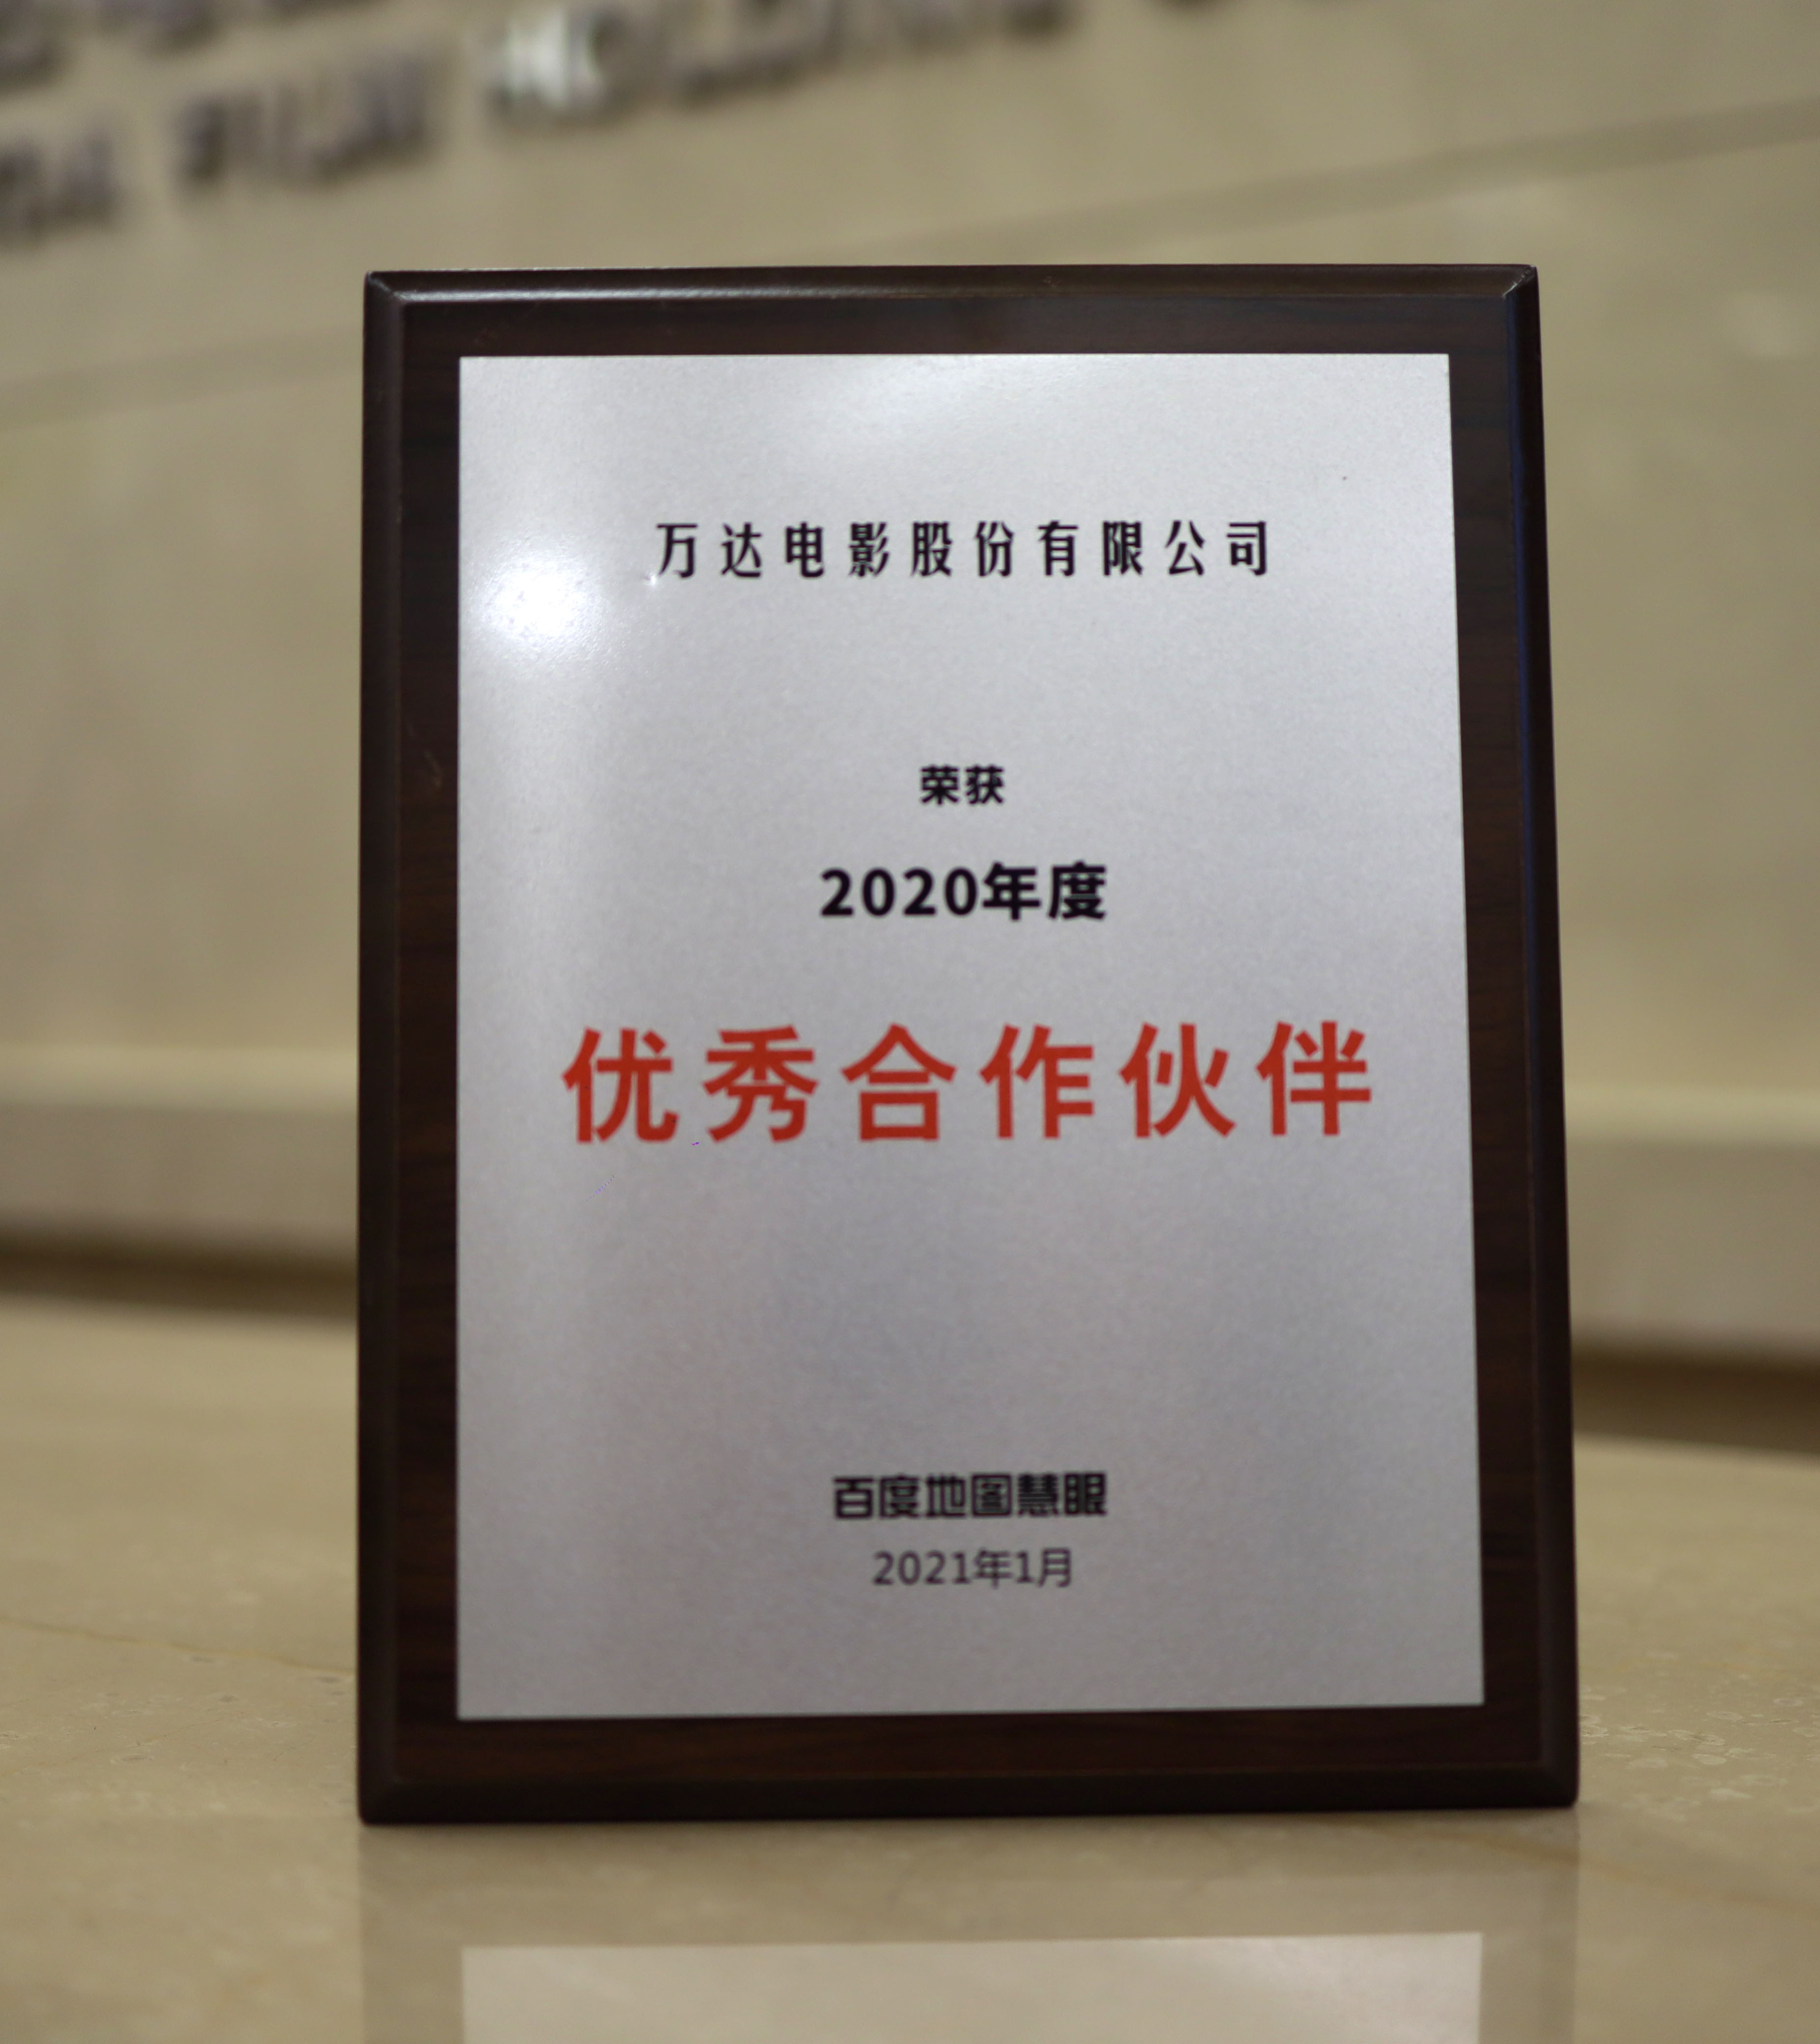 万达电影股份有限公司
荣获
2020年度
优秀合作伙伴
百度地图慧眼
2021年1月